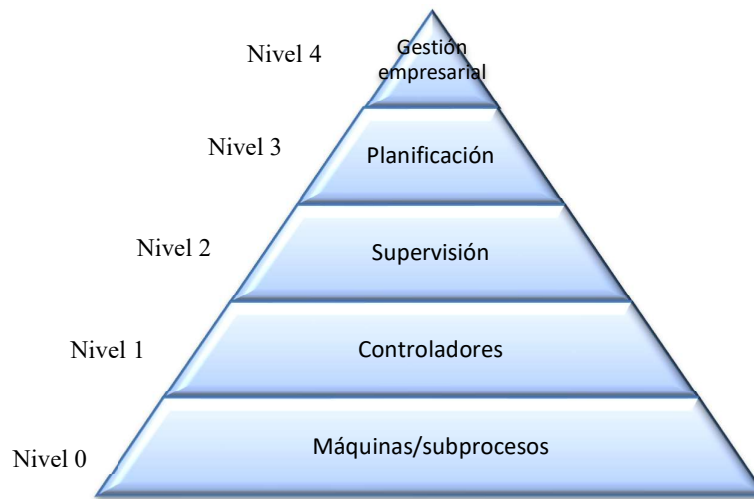 Nivel 4
Gestión
empresarial
Nivel 3
Planificación
Nivel 2
Supervisión
Nivel 1
Controladores
Nivel 0
Máquinas/subprocesos